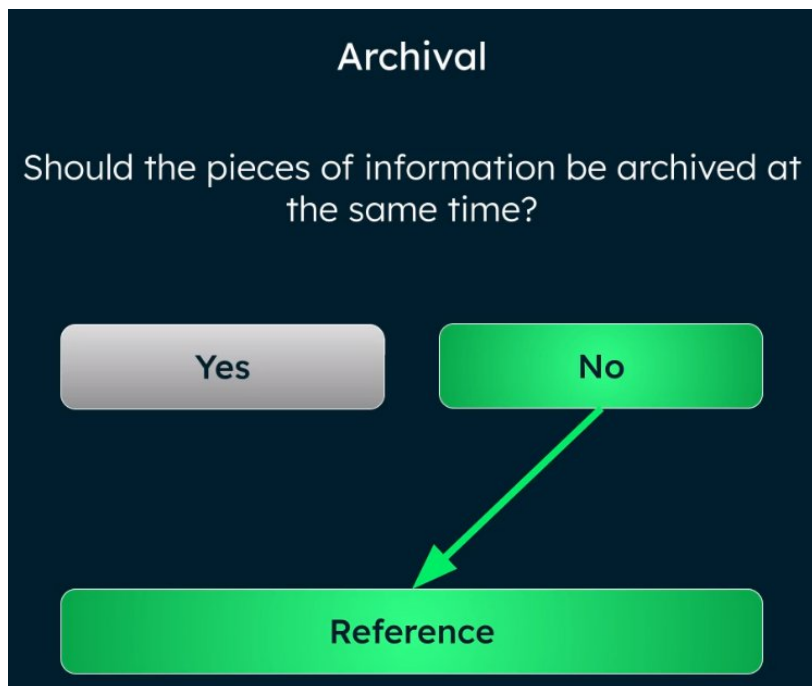 Archival
Should the pieces of information be archived at
the same time?
Yes
No
Reference